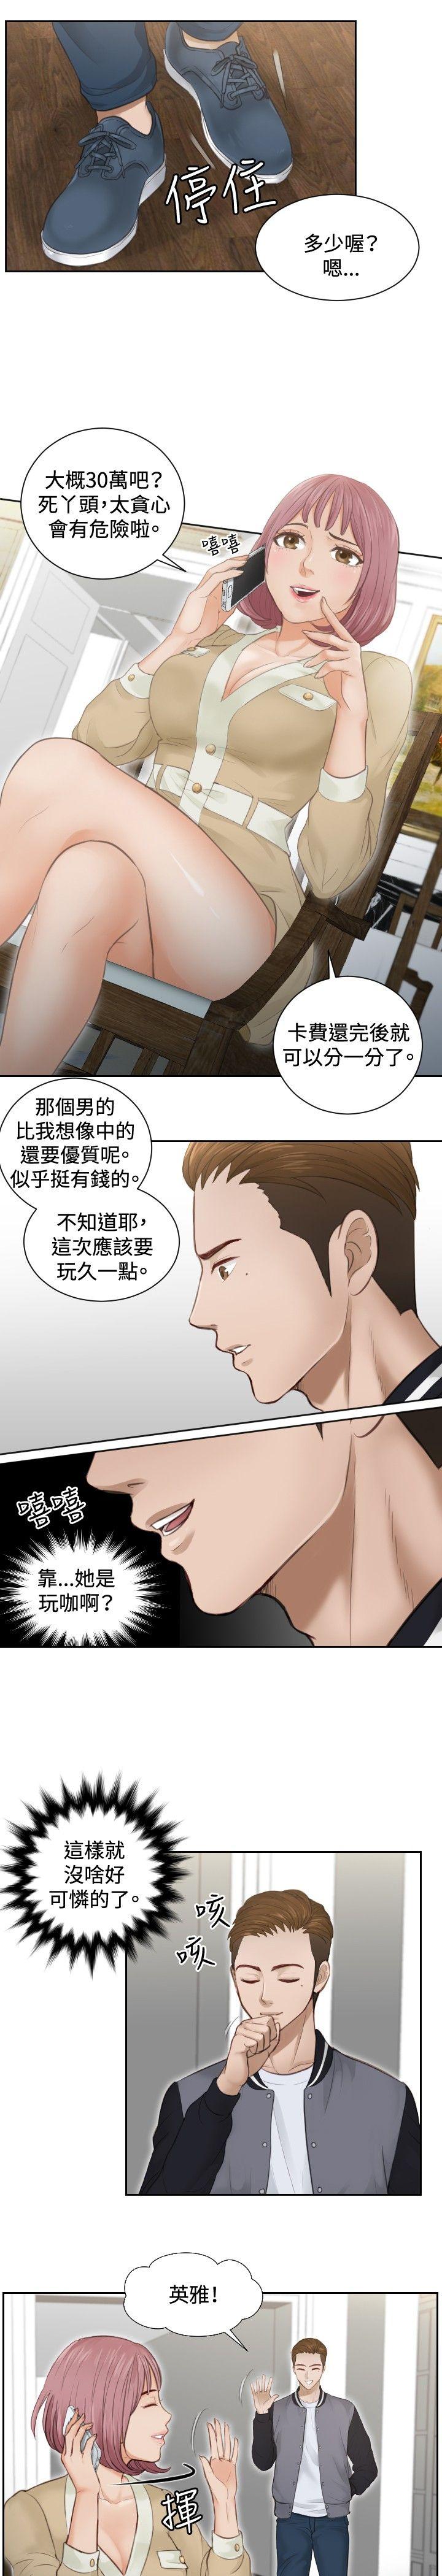 停住
多少喔？
嗯...
大概30萬吧？
死丫頭，太貪心
會有危險啦。
嘻嘻
卡費還完後就
可以分一分了。
那個男的
比我想像中的
還要優質呢。
似乎挺有錢的。
不知道耶，
這次應該要
玩久一點。
嘻嘻
靠...她是
玩咖啊？
這樣就
沒啥好
可憐的了。
咳
咳
英雅！
揮